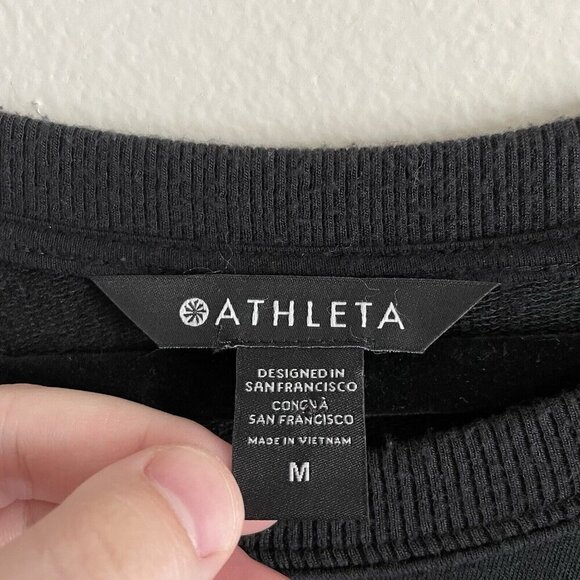 ATHLETA
DESIGNED IN
SAN FRANCISCO
CONÇU À
SAN FRANCISCO
MADE IN VIETNAM
M